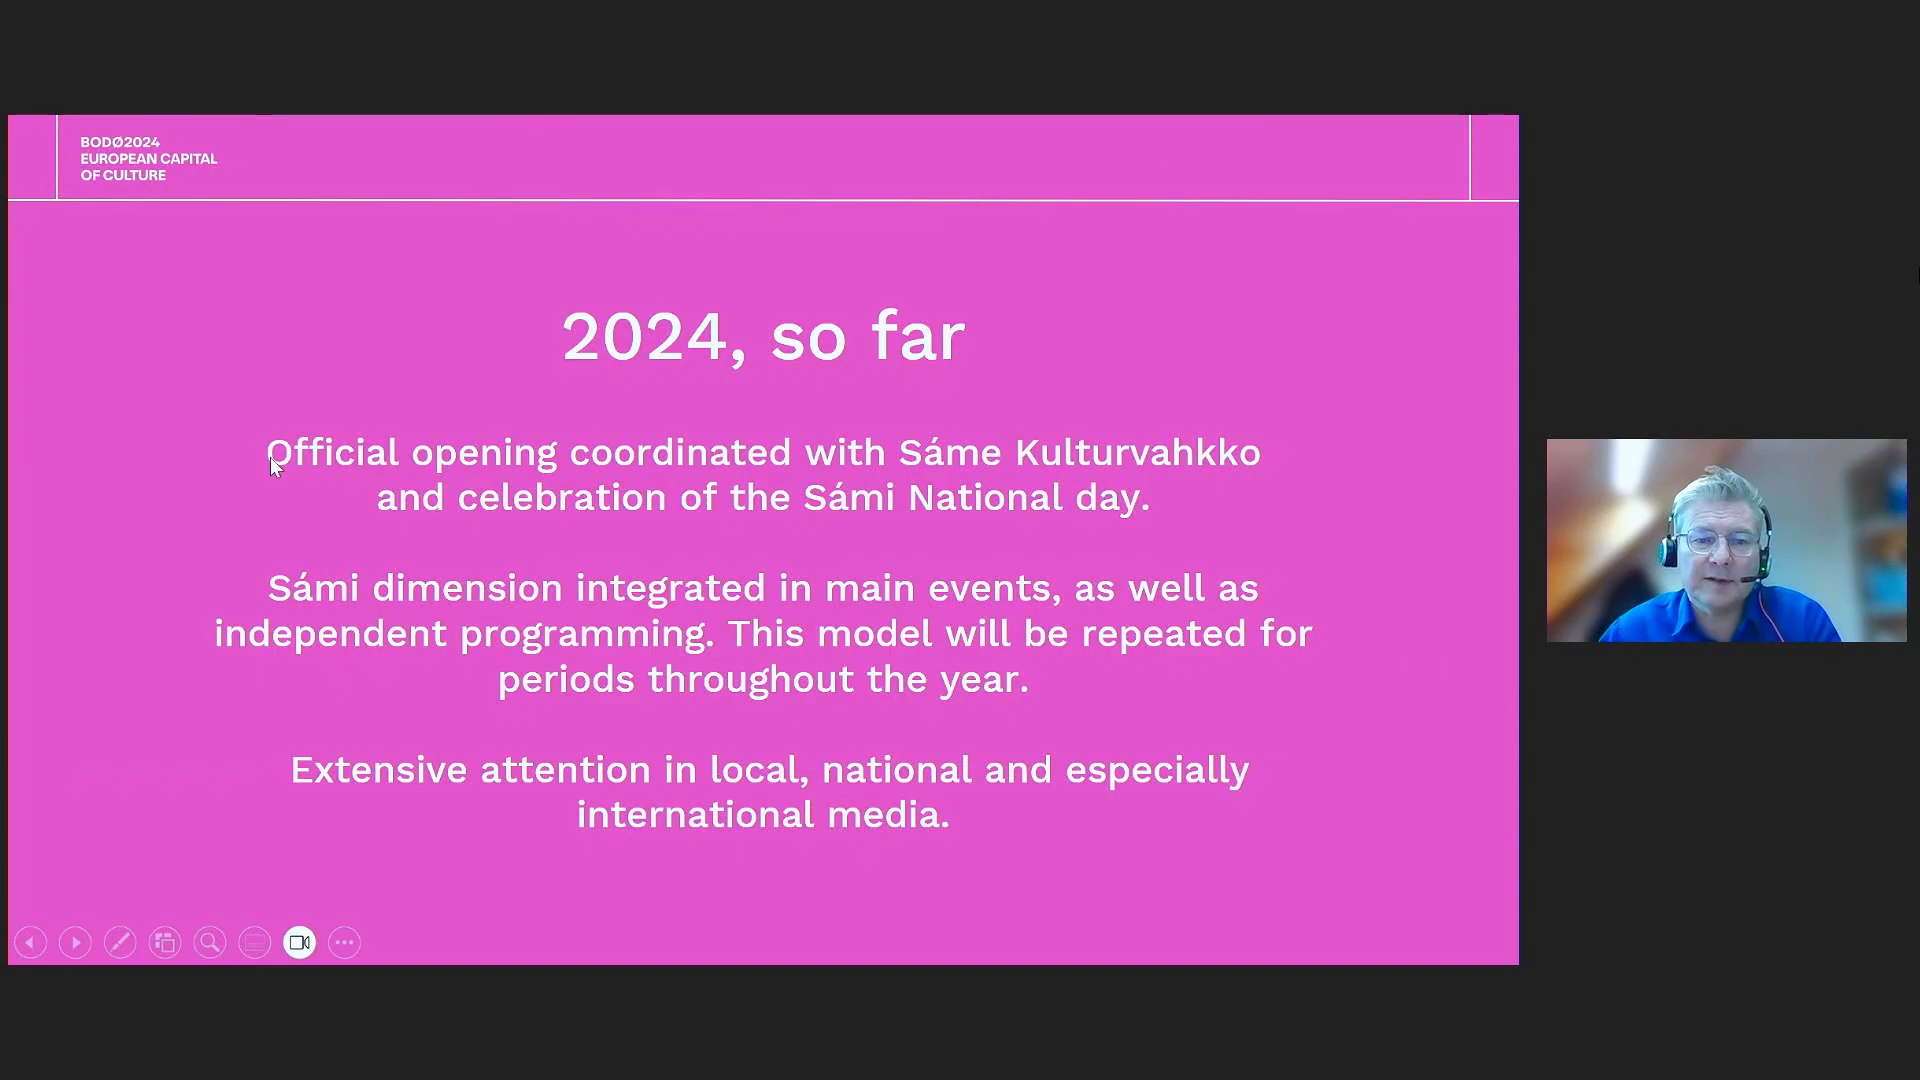 BODØ2024
EUROPEAN CAPITAL
OF CULTURE
2024, so far
Official opening coordinated with Sáme Kulturvahkko
and celebration of the Sámi National day.
Sámi dimension integrated in main events, as well as
independent programming. This model will be repeated for
periods throughout the year.
Extensive attention in local, national and especially
international media.